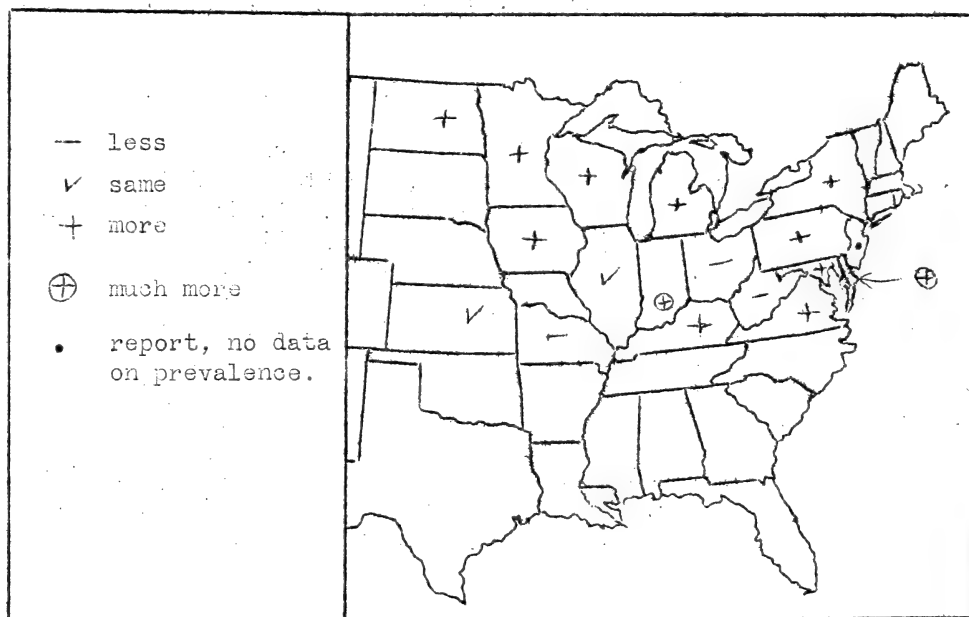 — less
✓ same
+ more
⊕ much more
• report, no data
on prevalence.